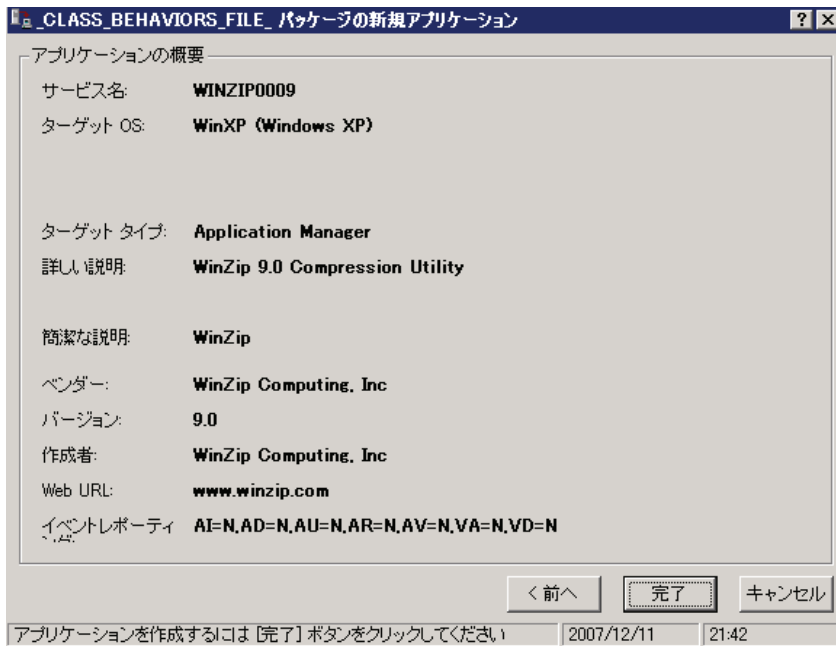 _CLASS_BEHAVIORS_FILE_ パッケージの新規アプリケーション
アプリケーションの概要
サービス名: WINZIP0009
ターゲット OS: WinXP (Windows XP)
ターゲット タイプ: Application Manager
詳しい説明: WinZip 9.0 Compression Utility
簡潔な説明: WinZip
ベンダー: WinZip Computing, Inc
バージョン: 9.0
作成者: WinZip Computing, Inc
Web URL: www.winzip.com
イベントレポーティ AI=N,AD=N,AU=N,AR=N,AV=N,VA=N,VD=N
< 前へ 完了 キャンセル
アプリケーションを作成するには [完了] ボタンをクリックしてください 2007/12/11 21:42